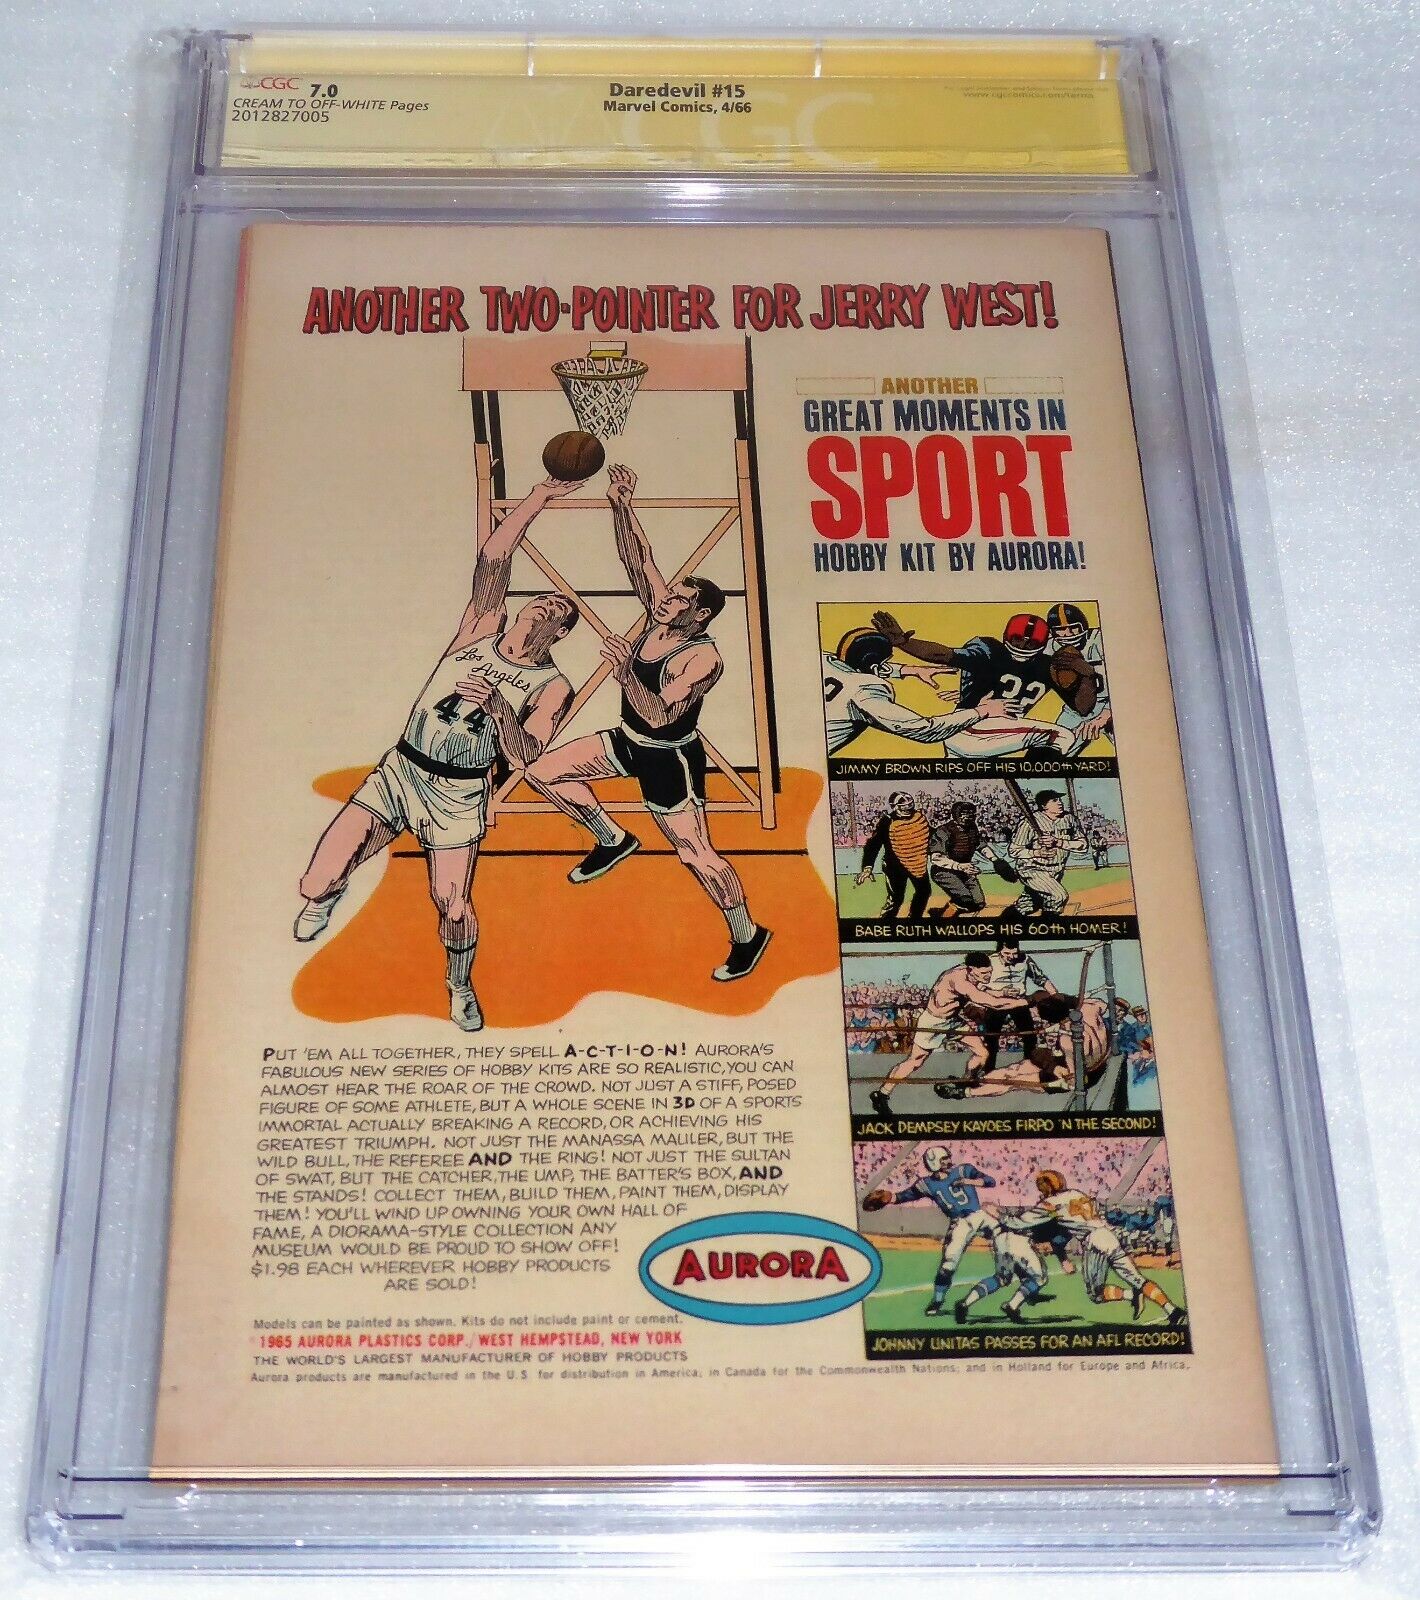 CGC 7.0
CREAM TO OFF-WHITE Pages
2012827005
Daredevil #15
Marvel Comics, 4/66
www.cgccomics.com/terms
CGC
ANOTHER TWO-POINTER FOR JERRY WEST!
ANOTHER
GREAT MOMENTS IN
SPORT
HOBBY KIT BY AURORA!
Los
Angeles
44
32
JIMMY BROWN RIPS OFF HIS 10,000th YARD!
BABE RUTH WALLOPS HIS 60th HOMER!
JACK DEMPSEY KAYOES FIRPO 'N THE SECOND!
15
JOHNNY UNITAS PASSES FOR AN AFL RECORD!
PUT 'EM ALL TOGETHER, THEY SPELL A-C-T-I-O-N! AURORA'S
FABULOUS NEW SERIES OF HOBBY KITS ARE SO REALISTIC, YOU CAN
ALMOST HEAR THE ROAR OF THE CROWD. NOT JUST A STIFF, POSED
FIGURE OF SOME ATHLETE, BUT A WHOLE SCENE IN 3D OF A SPORTS
IMMORTAL ACTUALLY BREAKING A RECORD, OR ACHIEVING HIS
GREATEST TRIUMPH. NOT JUST THE MANASSA MAULER, BUT THE
WILD BULL, THE REFEREE AND THE RING! NOT JUST THE SULTAN
OF SWAT, BUT THE CATCHER, THE UMP, THE BATTER'S BOX, AND
THE STANDS! COLLECT THEM, BUILD THEM, PAINT THEM, DISPLAY
THEM! YOU'LL WIND UP OWNING YOUR OWN HALL OF
FAME, A DIORAMA-STYLE COLLECTION ANY
MUSEUM WOULD BE PROUD TO SHOW OFF!
$1.98 EACH WHEREVER HOBBY PRODUCTS
ARE SOLD!
AURORA
Models can be painted as shown. Kits do not include paint or cement.
1965 AURORA PLASTICS CORP., WEST HEMPSTEAD, NEW YORK
THE WORLD'S LARGEST MANUFACTURER OF HOBBY PRODUCTS
Aurora products are manufactured in the U.S. for distribution in America; in Canada for the Commonwealth Nations; and in Holland for Europe and Africa.